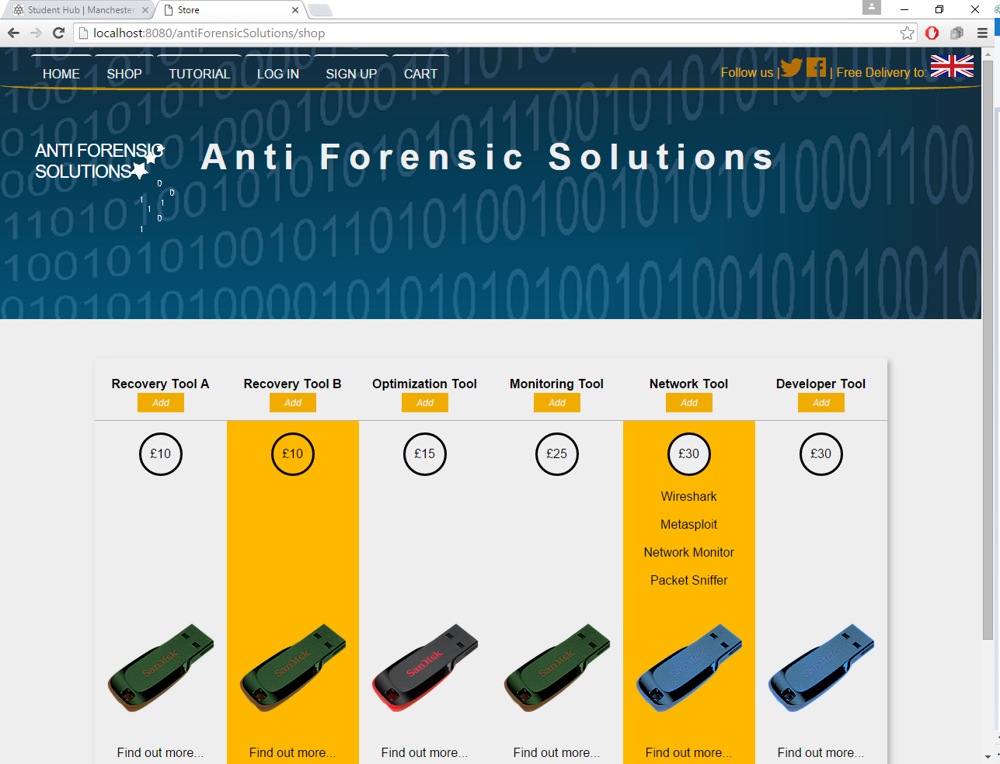 Student Hub | Manchester
Store
localhost:8080/antiForensicSolutions/shop
HOME SHOP TUTORIAL LOG IN SIGN UP CART
Follow us | | Free Delivery to:
ANTI FORENSIC
SOLUTIONS
Anti Forensic Solutions
Recovery Tool A Recovery Tool B Optimization Tool Monitoring Tool Network Tool Developer Tool
Add Add Add Add Add Add
£10 £10 £15 £25 £30 £30
Wireshark
Metasploit
Network Monitor
Packet Sniffer
SanDisk SanDisk SanDisk SanDisk SanDisk SanDisk
Find out more... Find out more... Find out more... Find out more... Find out more... Find out more...